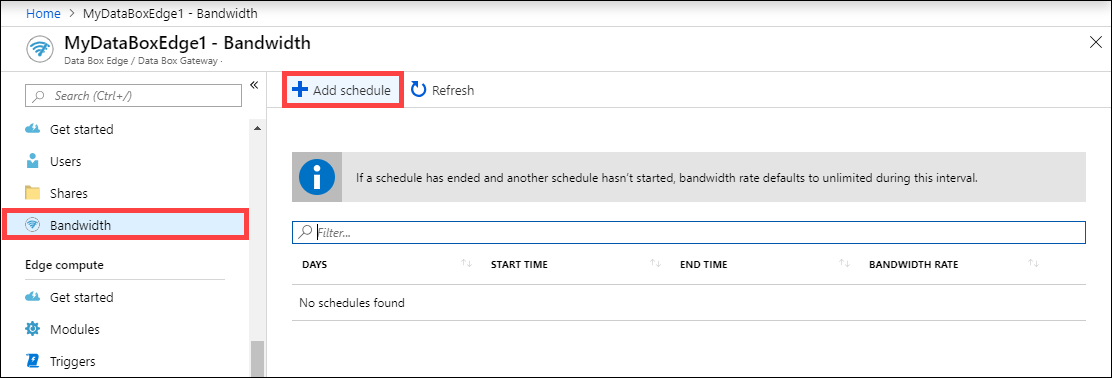 Home > MyDataBoxEdge1 - Bandwidth
MyDataBoxEdge1 - Bandwidth
Data Box Edge / Data Box Gateway
Search (Ctrl+/)
Get started
Users
Shares
Bandwidth
Edge compute
Get started
Modules
Triggers
Add schedule
Refresh
If a schedule has ended and another schedule hasn't started, bandwidth rate defaults to unlimited during this interval.
Filter...
DAYS START TIME END TIME BANDWIDTH RATE
No schedules found